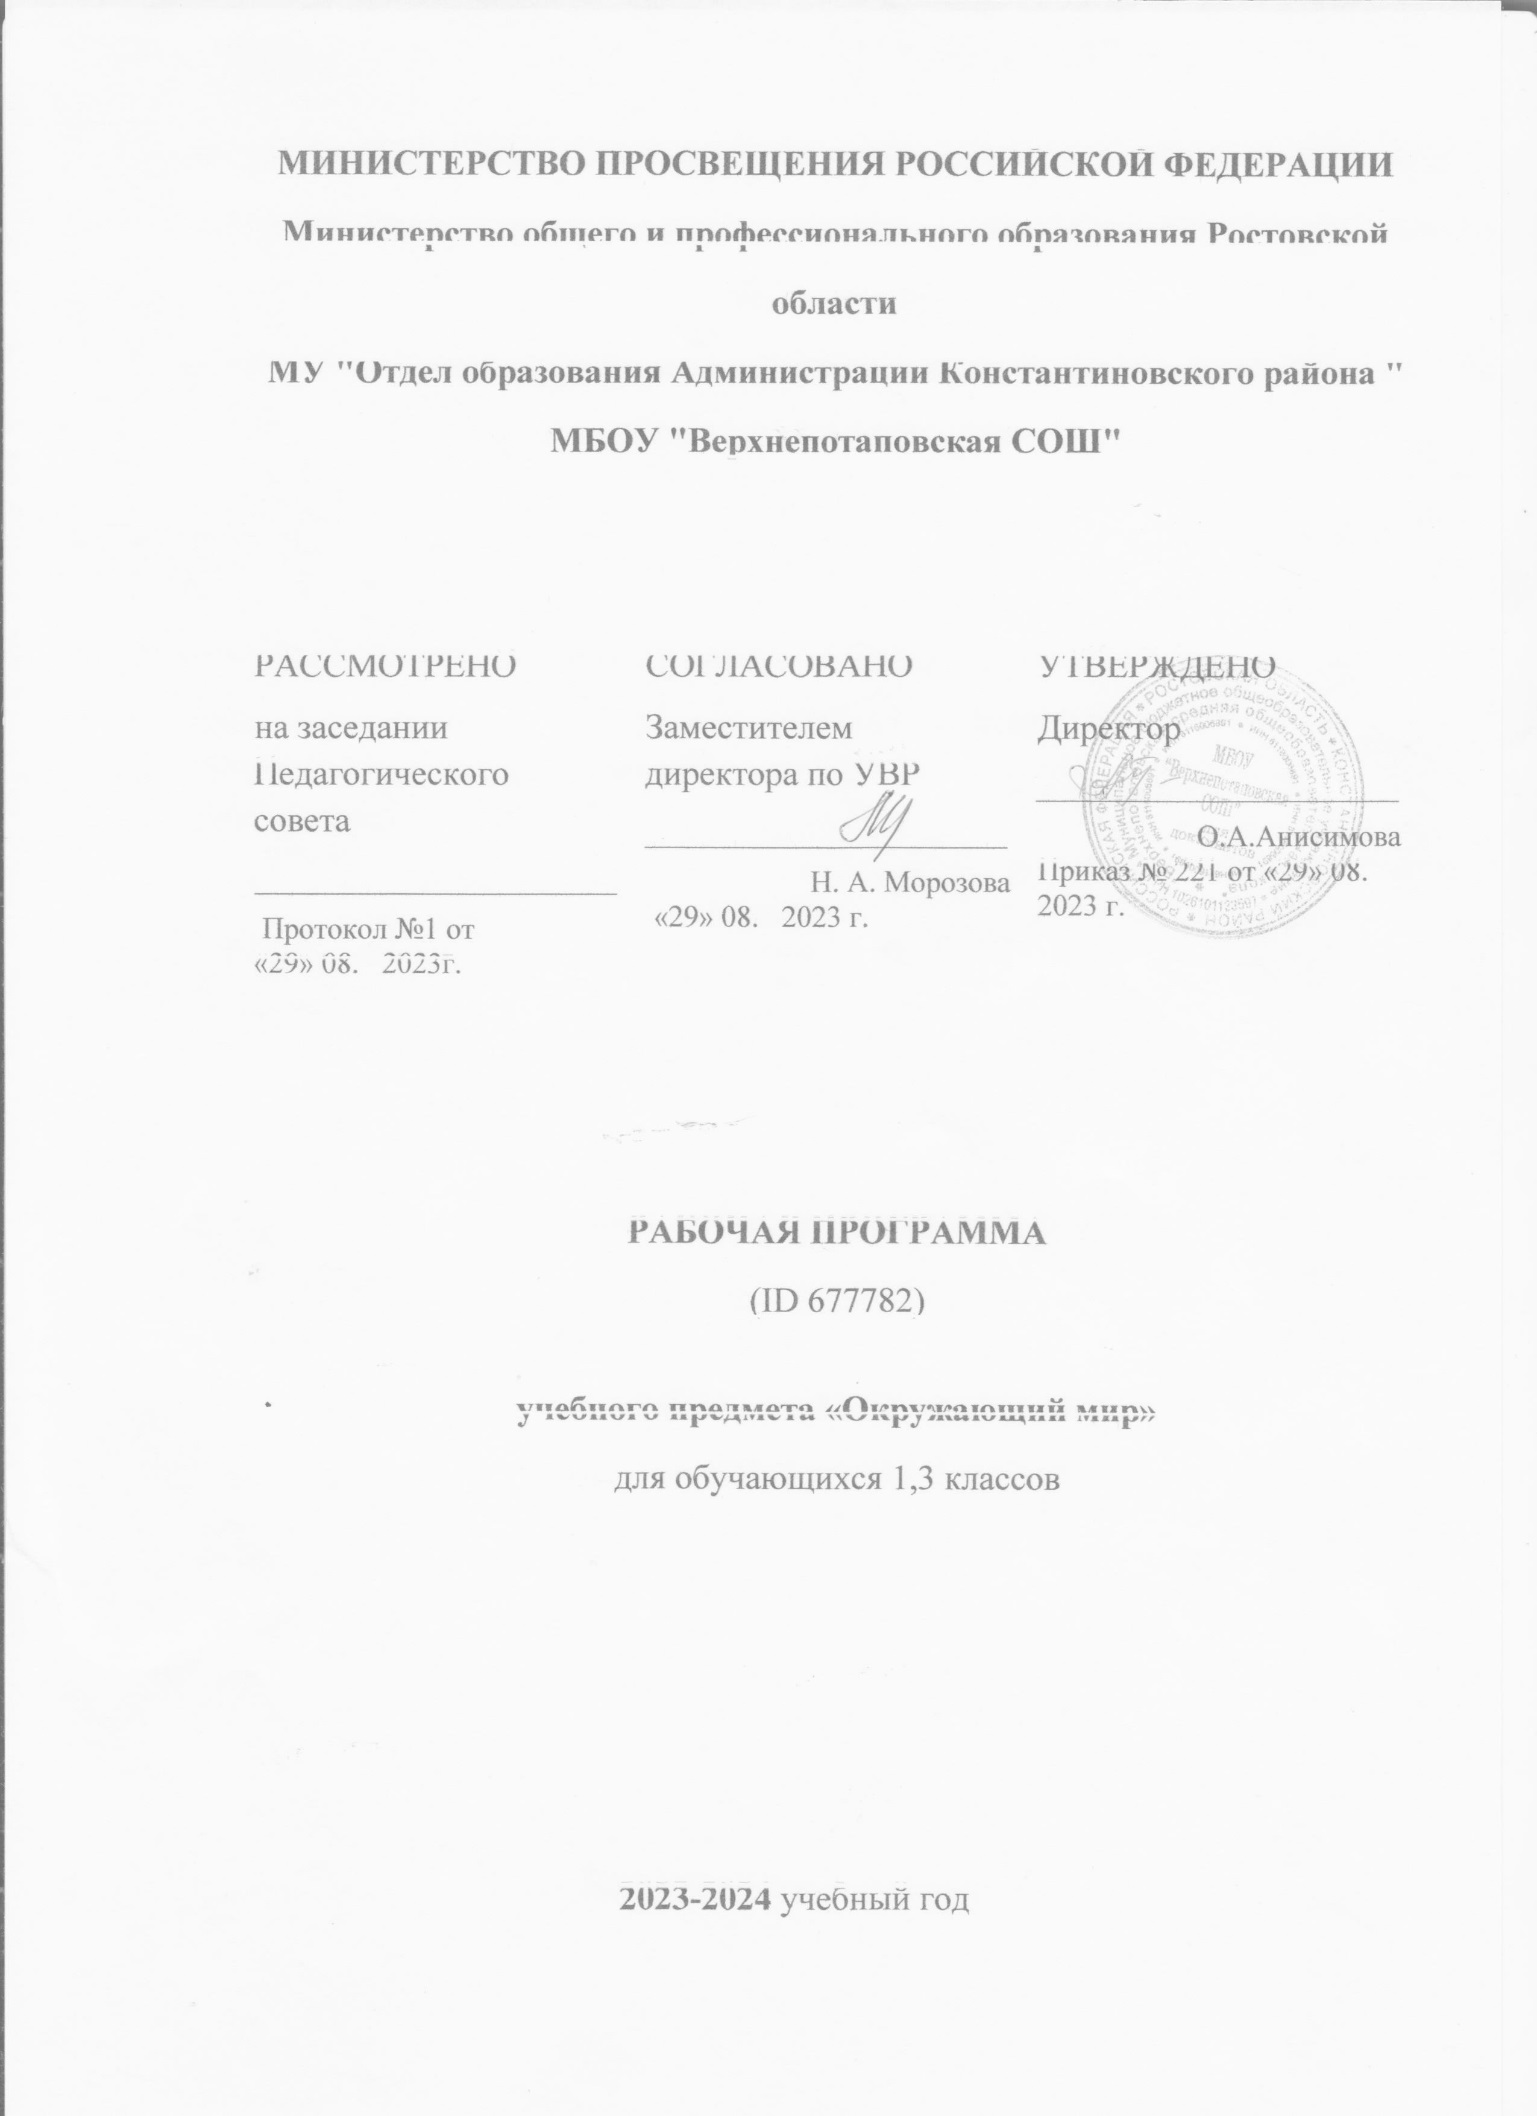 МИНИСТЕРСТВО ПРОСВЕЩЕНИЯ РОССИЙСКОЙ ФЕДЕРАЦИИ
Министерство общего и профессионального образования Ростовской
области
МУ "Отдел образования Администрации Константиновского района "
МБОУ "Верхнепотаповская СОШ"
РАССМОТРЕНО
на заседании
Педагогического
совета
Протокол №1 от
«29» 08. 2023г.
СОГЛАСОВАНО
Заместителем
директора по УВР
Н. А. Морозова
«29» 08. 2023 г.
УТВЕРЖДЕНО
Директор
О.А.Анисимова
Приказ № 221 от «29» 08.
2023 г.
МБОУ
"Верхнепотаповская
СОШ"
РАБОЧАЯ ПРОГРАММА
(ID 677782)
учебного предмета «Окружающий мир»
для обучающихся 1,3 классов
2023-2024 учебный год